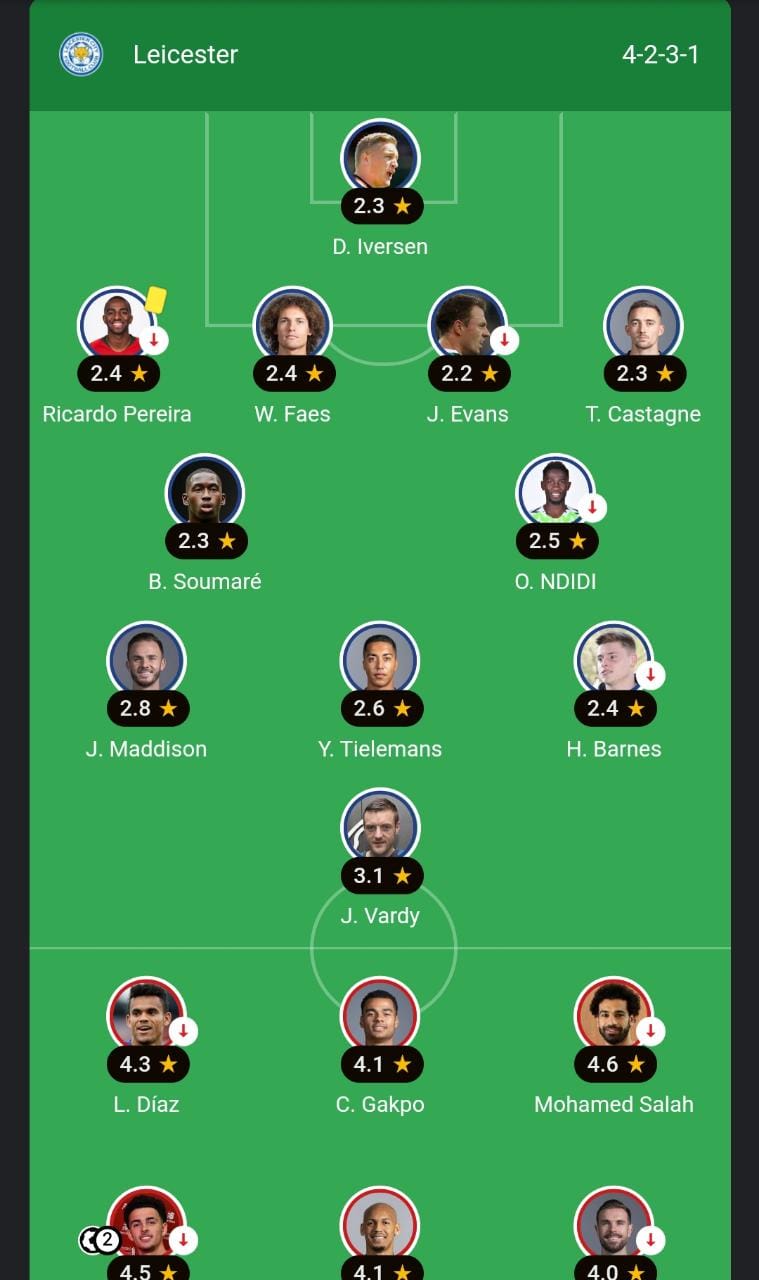 Leicester 4-2-3-1
2.3 ★
D. Iversen
2.4 ★ 2.4 ★ 2.2 ★ 2.3 ★
Ricardo Pereira W. Faes J. Evans T. Castagne
2.3 ★ 2.5 ★
B. Soumaré O. NDIDI
2.8 ★ 2.6 ★ 2.4 ★
J. Maddison Y. Tielemans H. Barnes
3.1 ★
J. Vardy
4.3 ★ 4.1 ★ 4.6 ★
L. Díaz C. Gakpo Mohamed Salah
2
4.5 ★ 4.1 ★ 4.0 ★